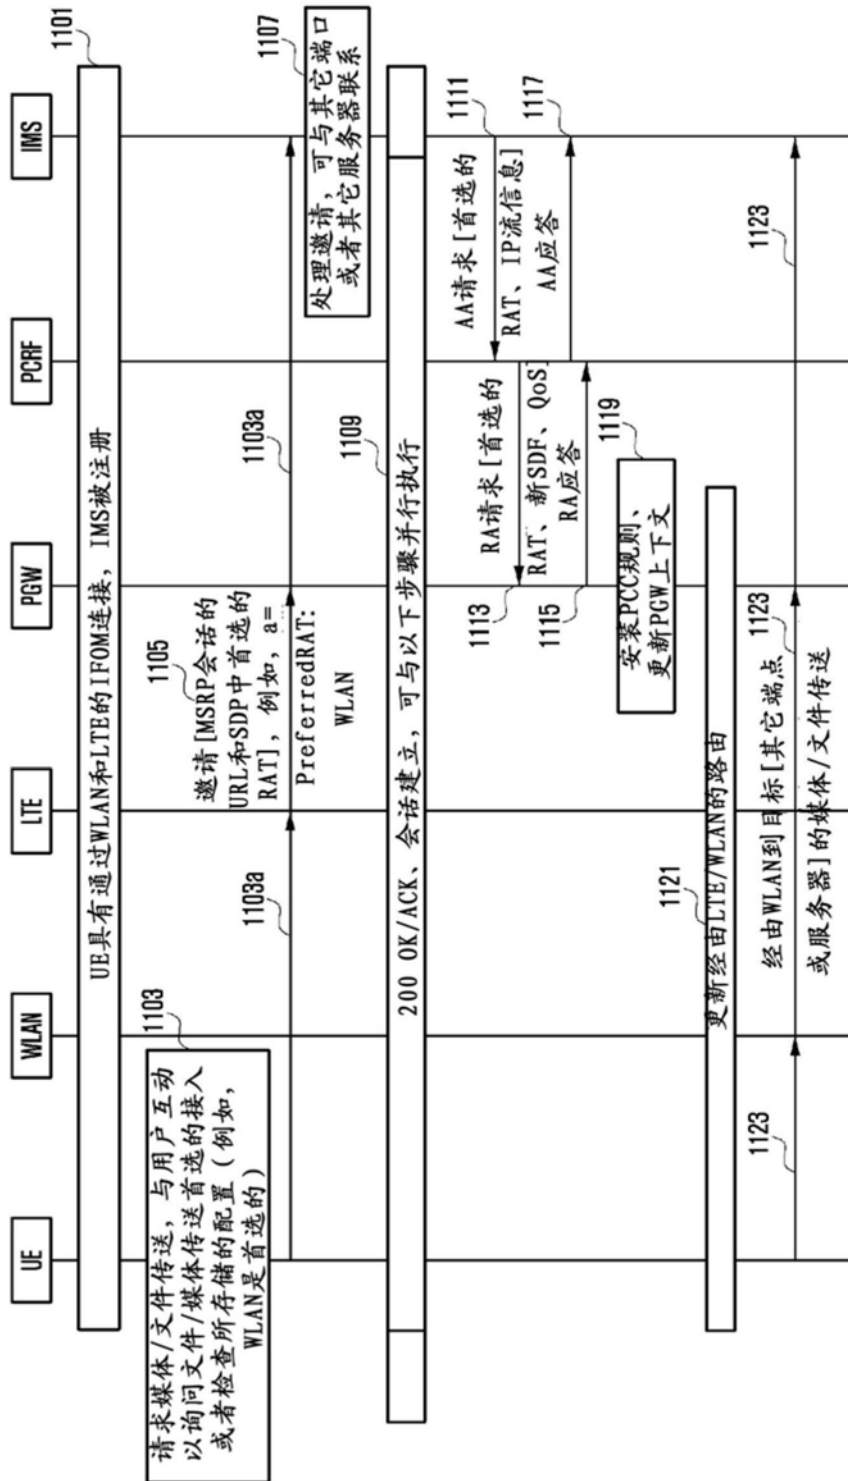 UE
WLAN
LTE
PGW
PCRF
IMS
1101
UE具有通过WLAN和LTE的IFOM连接，IMS被注册
1103
请求媒体/文件传送，与用户互动
以询问文件/媒体传送首选的接入
或者检查所存储的配置（例如，
WLAN是首选的）
1103a
1105
邀请[MSRP会话的
URL和SDP中首选的
RAT]，例如，a=
PreferredRAT:
WLAN
1103a
1107
处理邀请，可与其它端口
或者其它服务器联系
1109
200 OK/ACK、会话建立，可与以下步骤并行执行
1111
AA请求[首选的
RAT、IP流信息]
AA应答
1117
RA请求[首选的
RAT、新SDF、QoS]
RA应答
1113
1115
1119
安装PCC规则、
更新PGW上下文
1121
更新经由LTE/WLAN的路由
1123
经由WLAN到目标[其它端点
或服务器]的媒体/文件传送
1123
1123